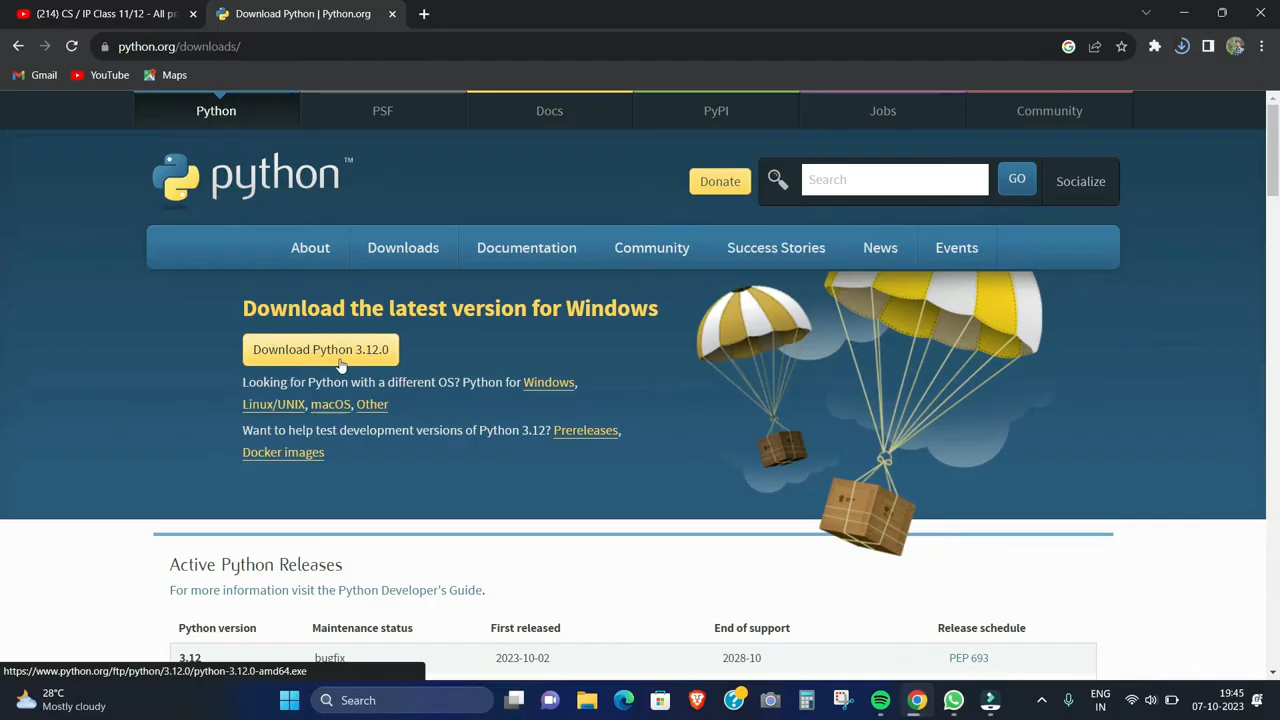 (214) CS / IP Class 11/12 - All pr
Download Python | Python.org
python.org/downloads/
Gmail
YouTube
Maps
Python
PSF
Docs
PyPI
Jobs
Community
python™
Donate
Search
GO
Socialize
About
Downloads
Documentation
Community
Success Stories
News
Events
Download the latest version for Windows
Download Python 3.12.0
Looking for Python with a different OS? Python for Windows,
Linux/UNIX, macOS, Other
Want to help test development versions of Python 3.12? Prereleases,
Docker images
Active Python Releases
For more information visit the Python Developer's Guide.
Python version
Maintenance status
First released
End of support
Release schedule
3.12
bugfix
2023-10-02
2028-10
PEP 693
https://www.python.org/ftp/python/3.12.0/python-3.12.0-amd64.exe
28°C
Mostly cloudy
Search
ENG
IN
19:45
07-10-2023